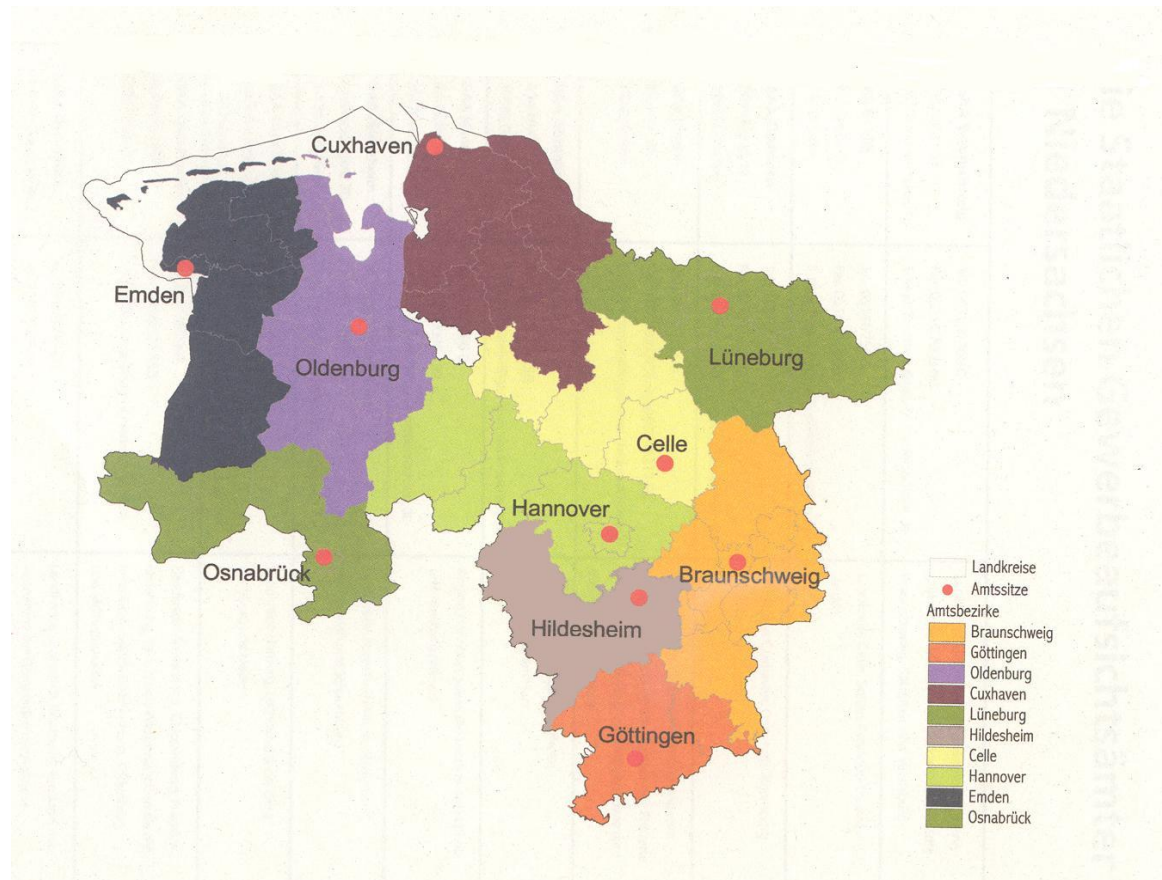 Cuxhaven
Emden
Oldenburg
Lüneburg
Celle
Hannover
Osnabrück
Braunschweig
Hildesheim
Göttingen
Landkreise
Amtssitze
Amtsbezirke
Braunschweig
Göttingen
Oldenburg
Cuxhaven
Lüneburg
Hildesheim
Celle
Hannover
Emden
Osnabrück